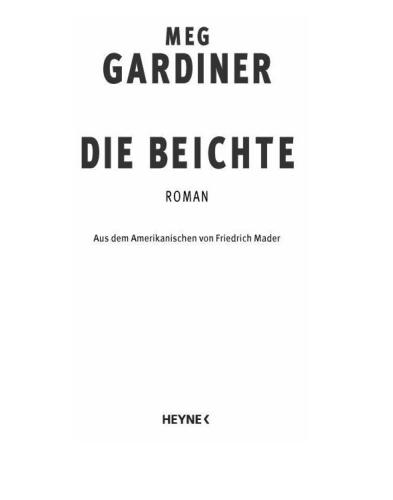 MEG
GARDINER
DIE BEICHTE
ROMAN
Aus dem Amerikanischen von Friedrich Mader
HEYNE<